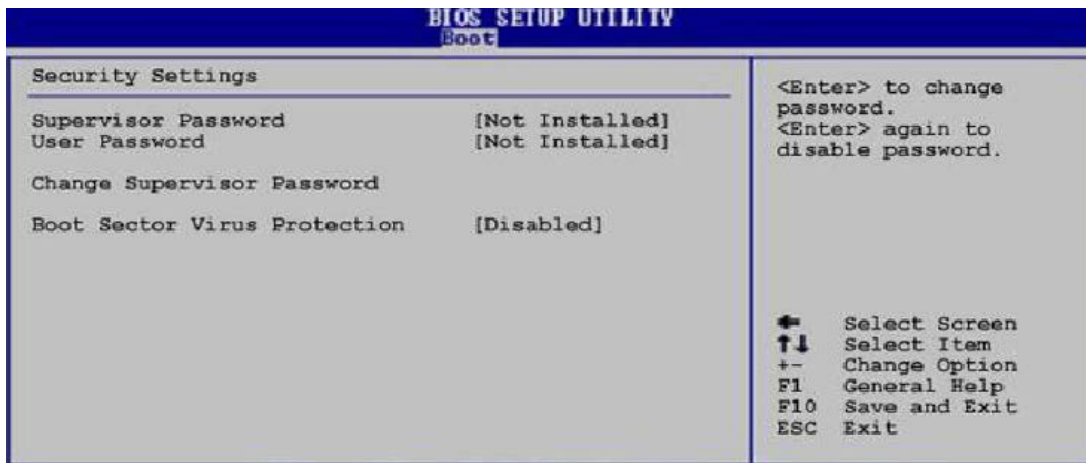 BIOS SETUP UTILITY
Boot
Security Settings
Supervisor Password [Not Installed]
User Password [Not Installed]
Change Supervisor Password
Boot Sector Virus Protection [Disabled]
<Enter> to change
password.
<Enter> again to
disable password.
← Select Screen
↑↓ Select Item
+- Change Option
F1 General Help
F10 Save and Exit
ESC Exit